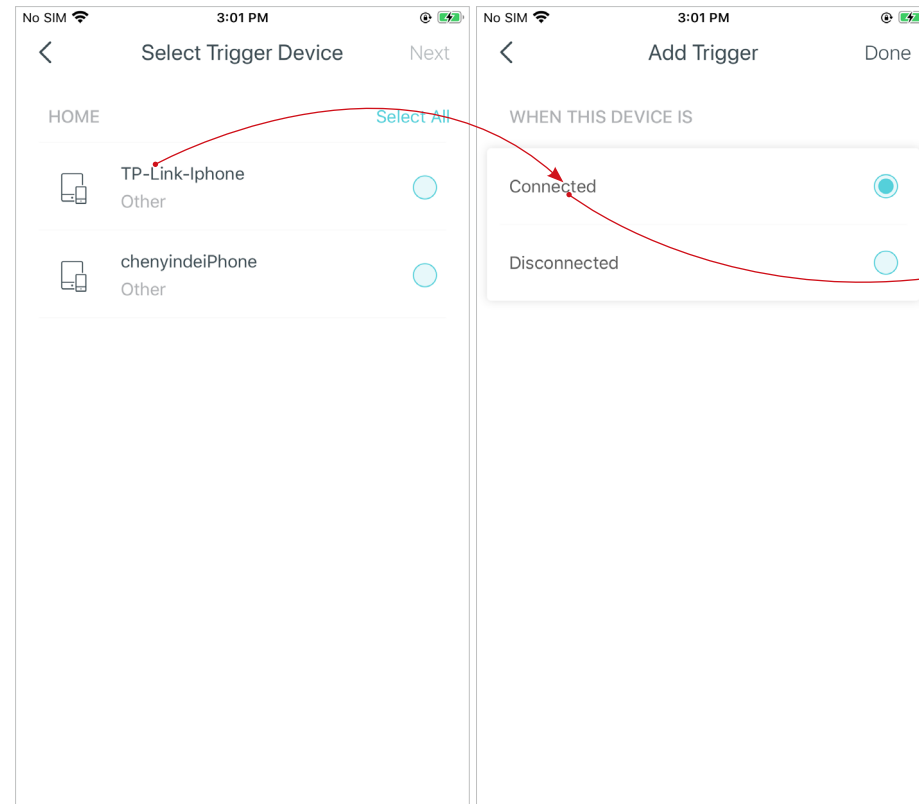 No SIM 3:01 PM
Select Trigger Device Next
HOME Select All
TP-Link-Iphone
Other
chenyindeiPhone
Other
No SIM 3:01 PM
Add Trigger Done
WHEN THIS DEVICE IS
Connected
Disconnected